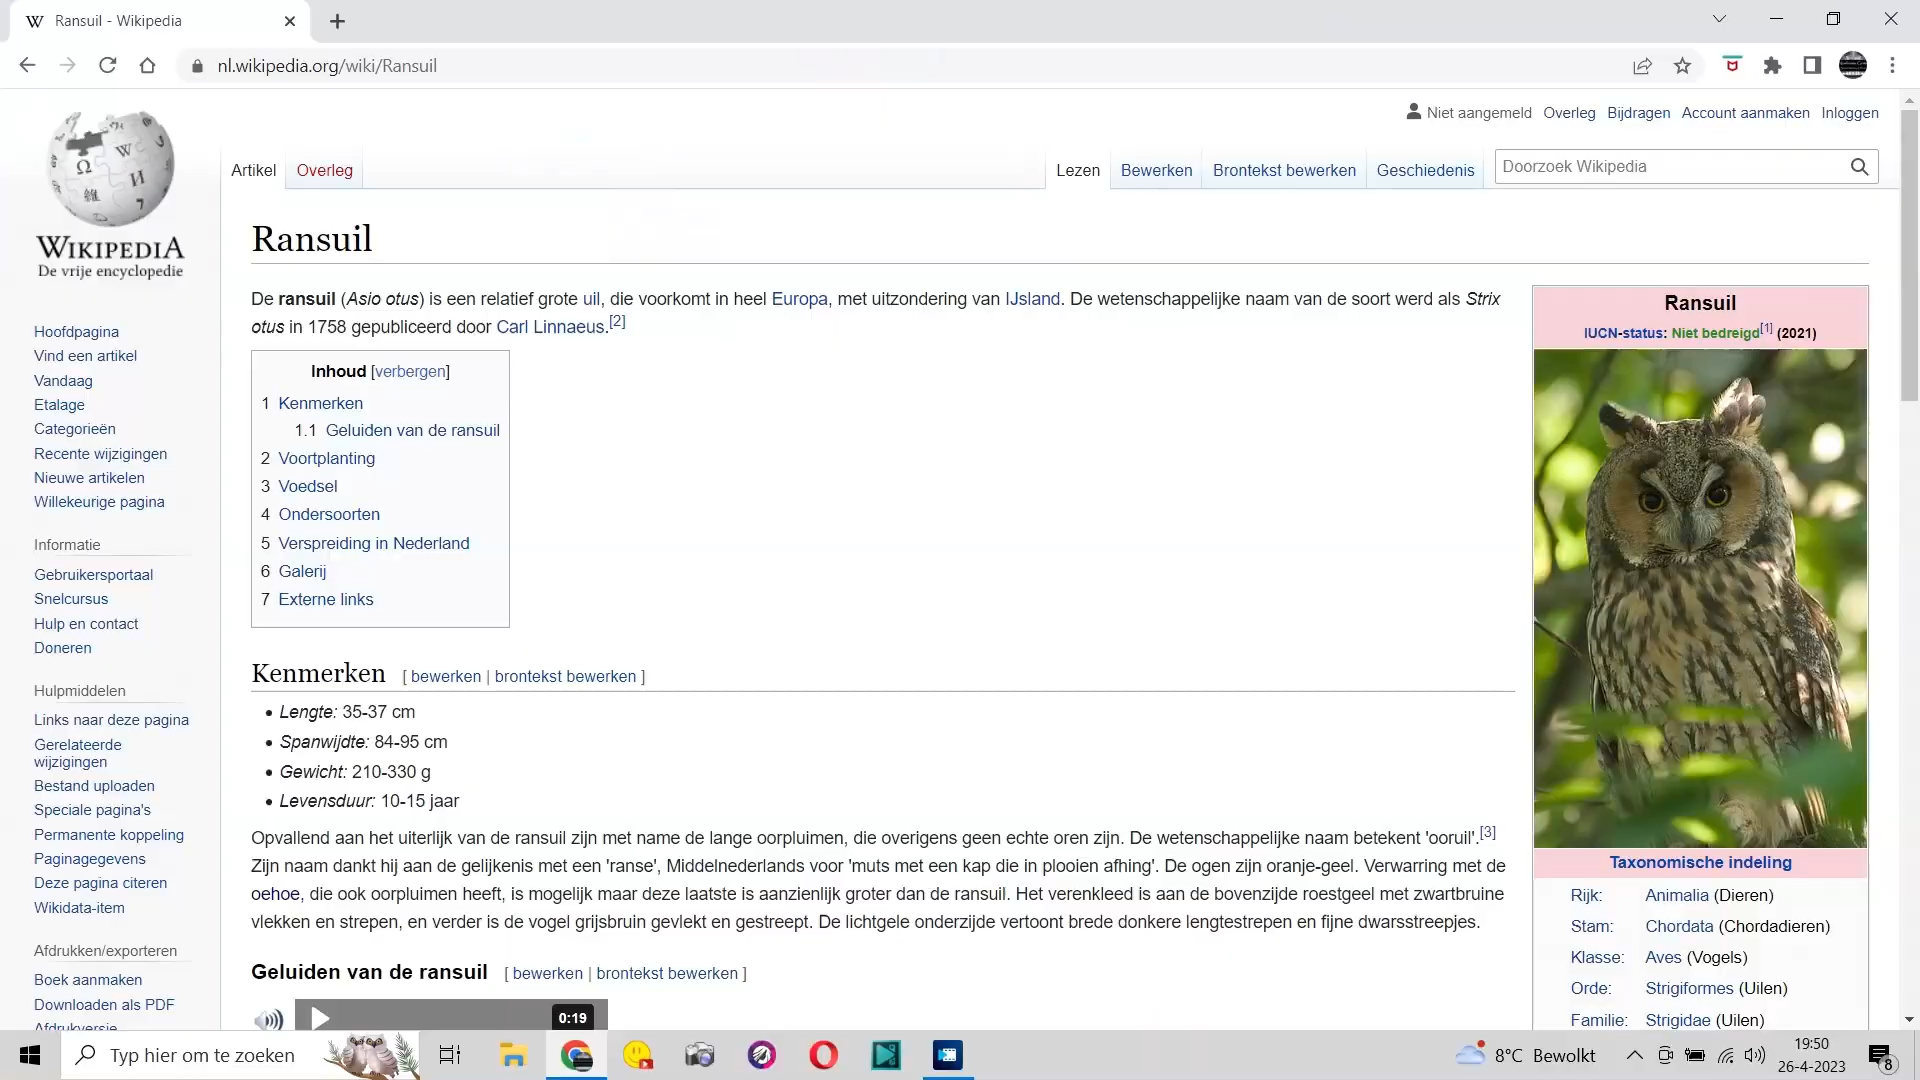 Ransuil - Wikipedia
nl.wikipedia.org/wiki/Ransuil
Niet aangemeld Overleg Bijdragen Account aanmaken Inloggen
Artikel Overleg Lezen Bewerken Brontekst bewerken Geschiedenis Doorzoek Wikipedia
WIKIPEDIA
De vrije encyclopedie
Hoofdpagina
Vind een artikel
Vandaag
Etalage
Categorieën
Recente wijzigingen
Nieuwe artikelen
Willekeurige pagina
Informatie
Gebruikersportaal
Snelcursus
Hulp en contact
Doneren
Hulpmiddelen
Links naar deze pagina
Gerelateerde
wijzigingen
Bestand uploaden
Speciale pagina's
Permanente koppeling
Paginagegevens
Deze pagina citeren
Wikidata-item
Afdrukken/exporteren
Boek aanmaken
Downloaden als PDF
Afdrukversie
Ransuil
De ransuil (Asio otus) is een relatief grote uil, die voorkomt in heel Europa, met uitzondering van IJsland. De wetenschappelijke naam van de soort werd als Strix
otus in 1758 gepubliceerd door Carl Linnaeus.[2]
Inhoud [verbergen]
1 Kenmerken
1.1 Geluiden van de ransuil
2 Voortplanting
3 Voedsel
4 Ondersoorten
5 Verspreiding in Nederland
6 Galerij
7 Externe links
Kenmerken [ bewerken | brontekst bewerken ]
• Lengte: 35-37 cm
• Spanwijdte: 84-95 cm
• Gewicht: 210-330 g
• Levensduur: 10-15 jaar
Opvallend aan het uiterlijk van de ransuil zijn met name de lange oorpluimen, die overigens geen echte oren zijn. De wetenschappelijke naam betekent 'ooruil'.[3]
Zijn naam dankt hij aan de gelijkenis met een 'ranse', Middelnederlands voor 'muts met een kap die in plooien afhing'. De ogen zijn oranje-geel. Verwarring met de
oehoe, die ook oorpluimen heeft, is mogelijk maar deze laatste is aanzienlijk groter dan de ransuil. Het verenkleed is aan de bovenzijde roestgeel met zwartbruine
vlekken en strepen, en verder is de vogel grijsbruin gevlekt en gestreept. De lichtgele onderzijde vertoont brede donkere lengtestrepen en fijne dwarsstreepjes.
Geluiden van de ransuil [ bewerken | brontekst bewerken ]
0:19
Ransuil
IUCN-status: Niet bedreigd[1] (2021)
Taxonomische indeling
Rijk: Animalia (Dieren)
Stam: Chordata (Chordadieren)
Klasse: Aves (Vogels)
Orde: Strigiformes (Uilen)
Familie: Strigidae (Uilen)
Typ hier om te zoeken
8°C Bewolkt
19:50
26-4-2023
8